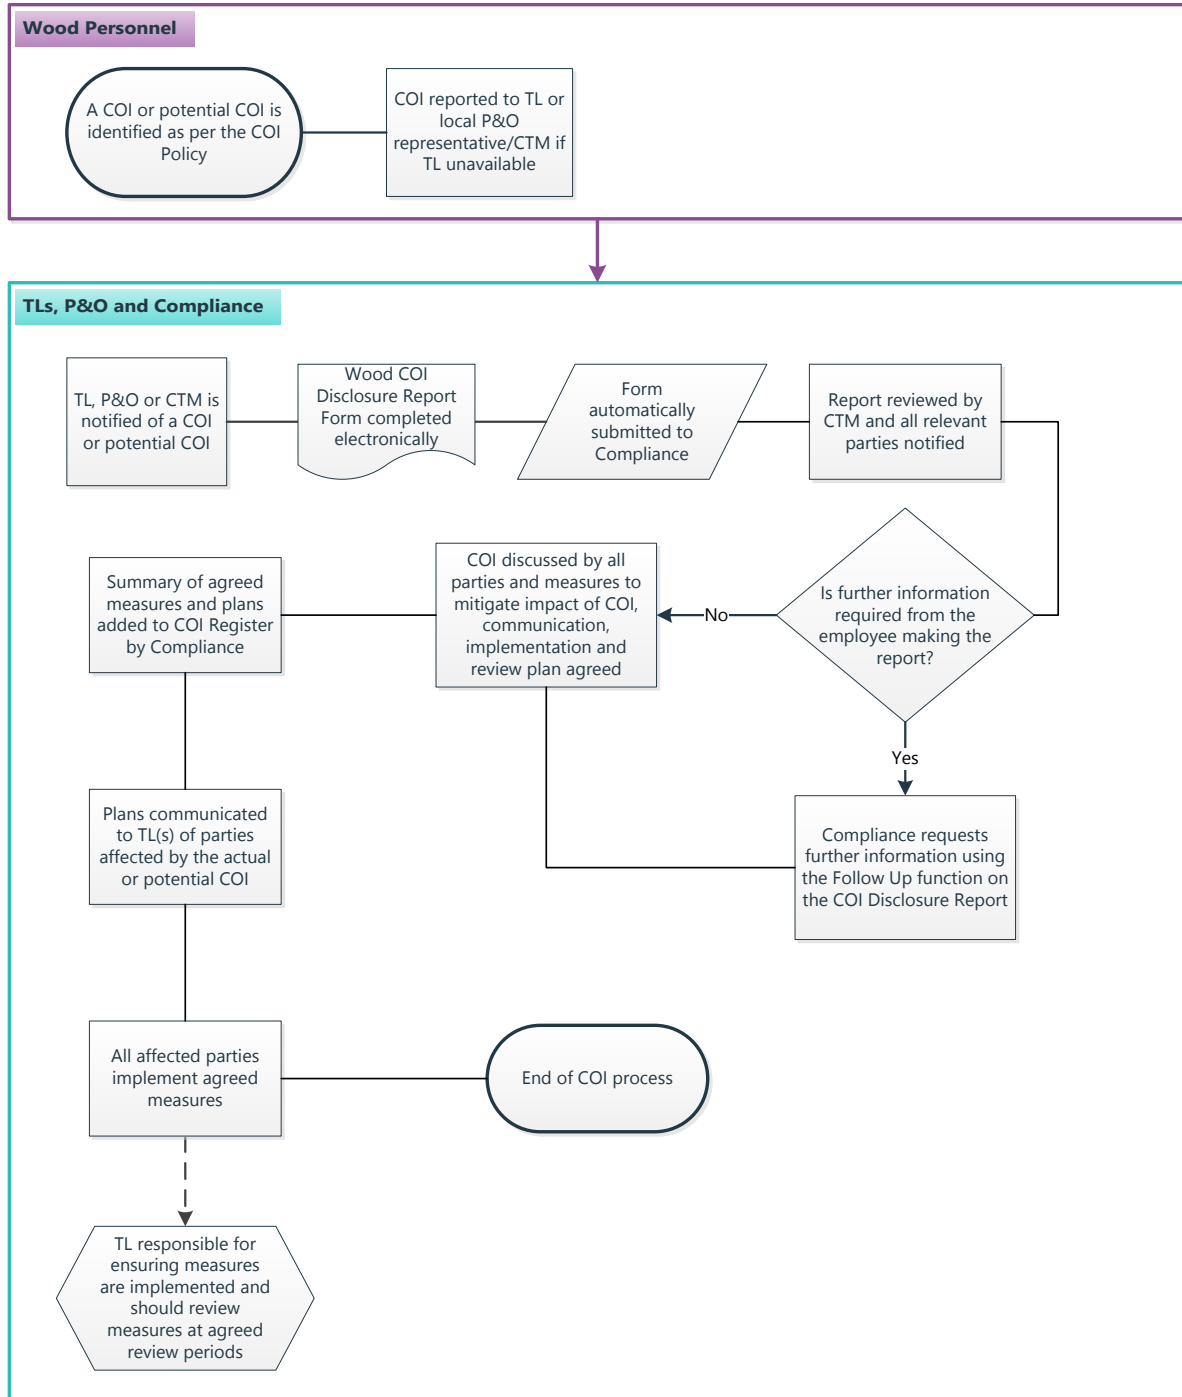 Wood Personnel
A COI or potential COI is
identified as per the COI
Policy
COI reported to TL or
local P&O
representative/CTM if
TL unavailable
TLs, P&O and Compliance
TL, P&O or CTM is
notified of a COI
or potential COI
Wood COI
Disclosure Report
Form completed
electronically
Form
automatically
submitted to
Compliance
Report reviewed by
CTM and all relevant
parties notified
Is further information
required from the
employee making the
report?
No
Yes
COI discussed by all
parties and measures to
mitigate impact of COI,
communication,
implementation and
review plan agreed
Summary of agreed
measures and plans
added to COI Register
by Compliance
Compliance requests
further information using
the Follow Up function on
the COI Disclosure Report
Plans communicated
to TL(s) of parties
affected by the actual
or potential COI
All affected parties
implement agreed
measures
End of COI process
TL responsible for
ensuring measures
are implemented and
should review
measures at agreed
review periods